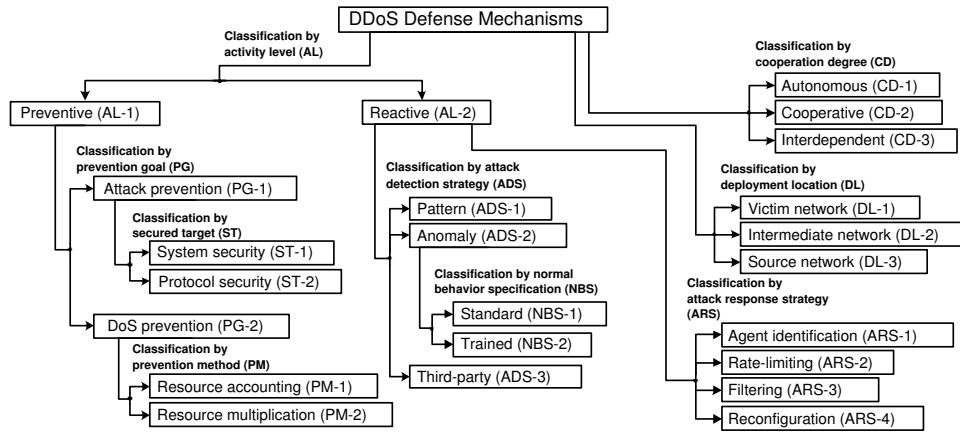 DDoS Defense Mechanisms
Classification by
activity level (AL)
Preventive (AL-1)
Classification by
prevention goal (PG)
Attack prevention (PG-1)
Classification by
secured target (ST)
System security (ST-1)
Protocol security (ST-2)
DoS prevention (PG-2)
Classification by
prevention method (PM)
Resource accounting (PM-1)
Resource multiplication (PM-2)
Reactive (AL-2)
Classification by attack
detection strategy (ADS)
Pattern (ADS-1)
Anomaly (ADS-2)
Classification by normal
behavior specification (NBS)
Standard (NBS-1)
Trained (NBS-2)
Third-party (ADS-3)
Classification by
cooperation degree (CD)
Autonomous (CD-1)
Cooperative (CD-2)
Interdependent (CD-3)
Classification by
deployment location (DL)
Victim network (DL-1)
Intermediate network (DL-2)
Source network (DL-3)
Classification by
attack response strategy
(ARS)
Agent identification (ARS-1)
Rate-limiting (ARS-2)
Filtering (ARS-3)
Reconfiguration (ARS-4)